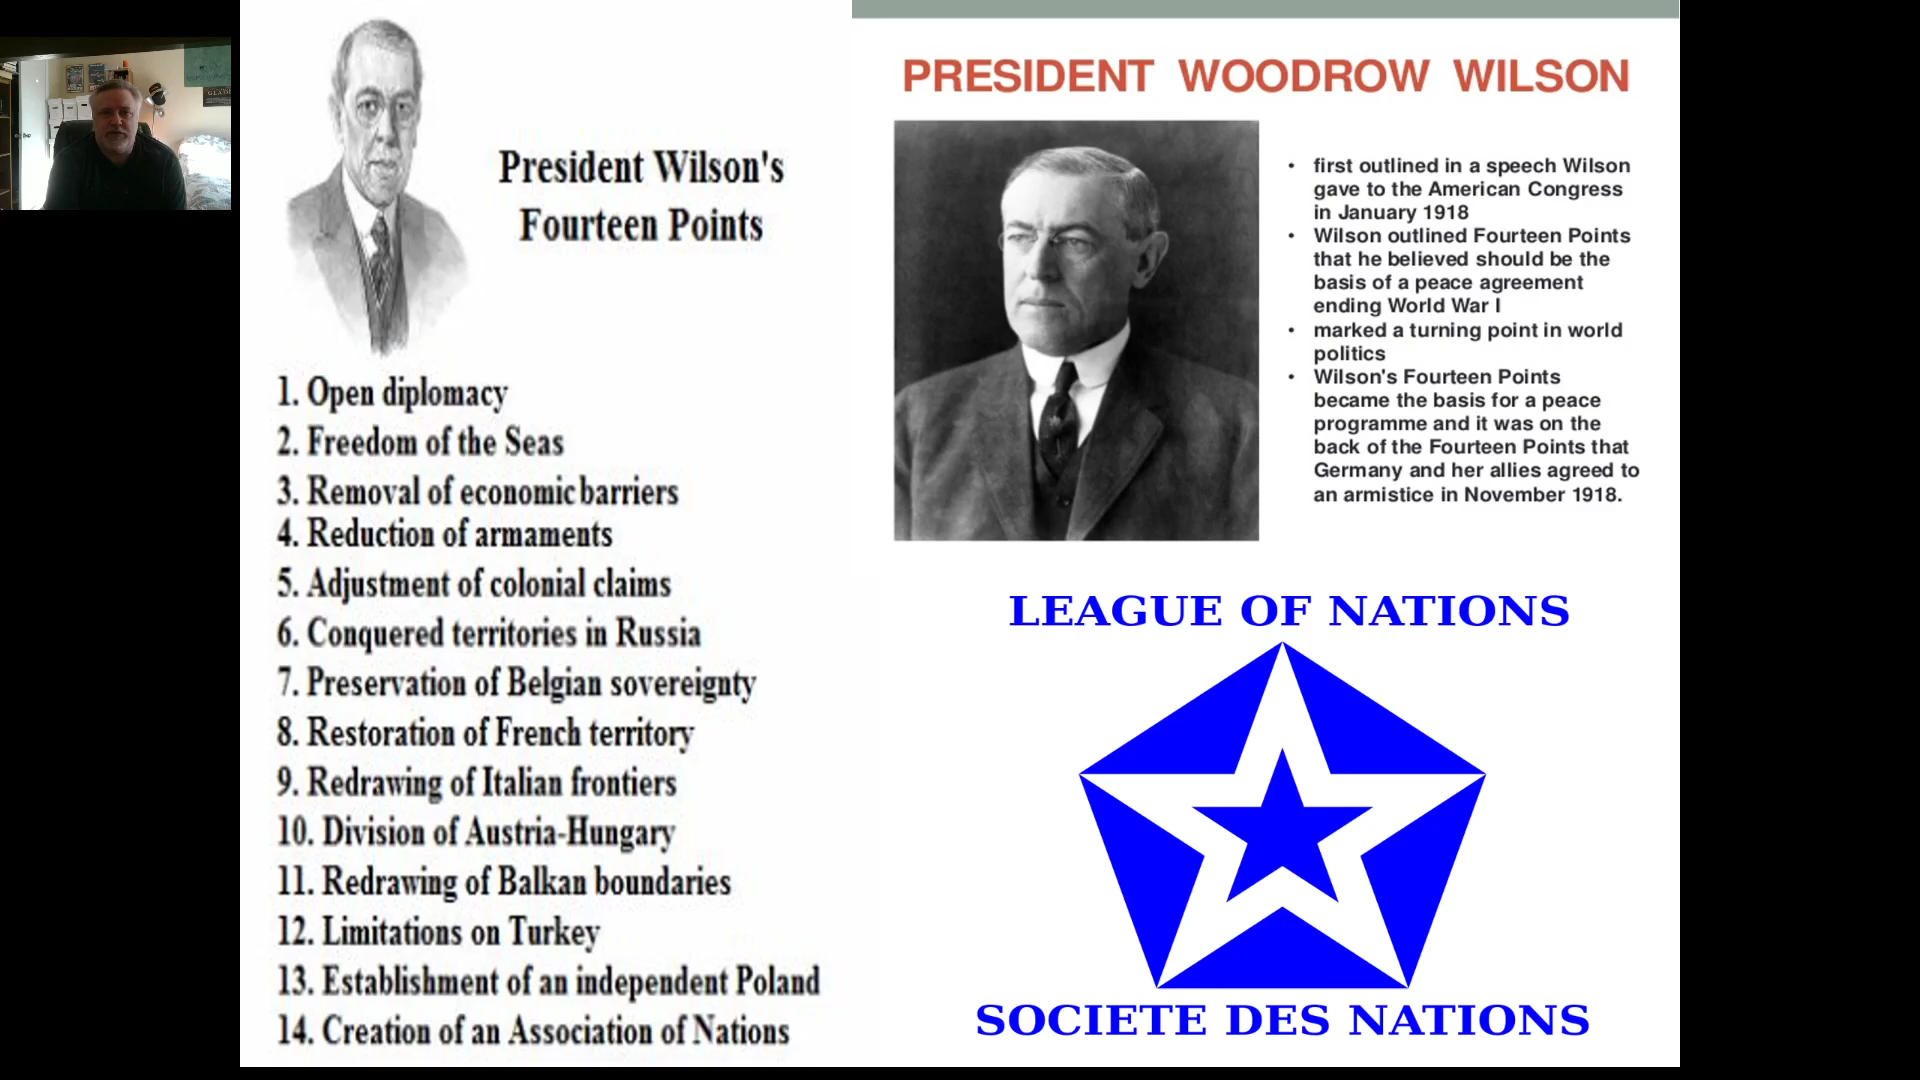 President Wilson's
Fourteen Points
1. Open diplomacy
2. Freedom of the Seas
3. Removal of economic barriers
4. Reduction of armaments
5. Adjustment of colonial claims
6. Conquered territories in Russia
7. Preservation of Belgian sovereignty
8. Restoration of French territory
9. Redrawing of Italian frontiers
10. Division of Austria-Hungary
11. Redrawing of Balkan boundaries
12. Limitations on Turkey
13. Establishment of an independent Poland
14. Creation of an Association of Nations
PRESIDENT WOODROW WILSON
• first outlined in a speech Wilson
gave to the American Congress
in January 1918
• Wilson outlined Fourteen Points
that he believed should be the
basis of a peace agreement
ending World War I
• marked a turning point in world
politics
• Wilson's Fourteen Points
became the basis for a peace
programme and it was on the
back of the Fourteen Points that
Germany and her allies agreed to
an armistice in November 1918.
LEAGUE OF NATIONS
SOCIETE DES NATIONS